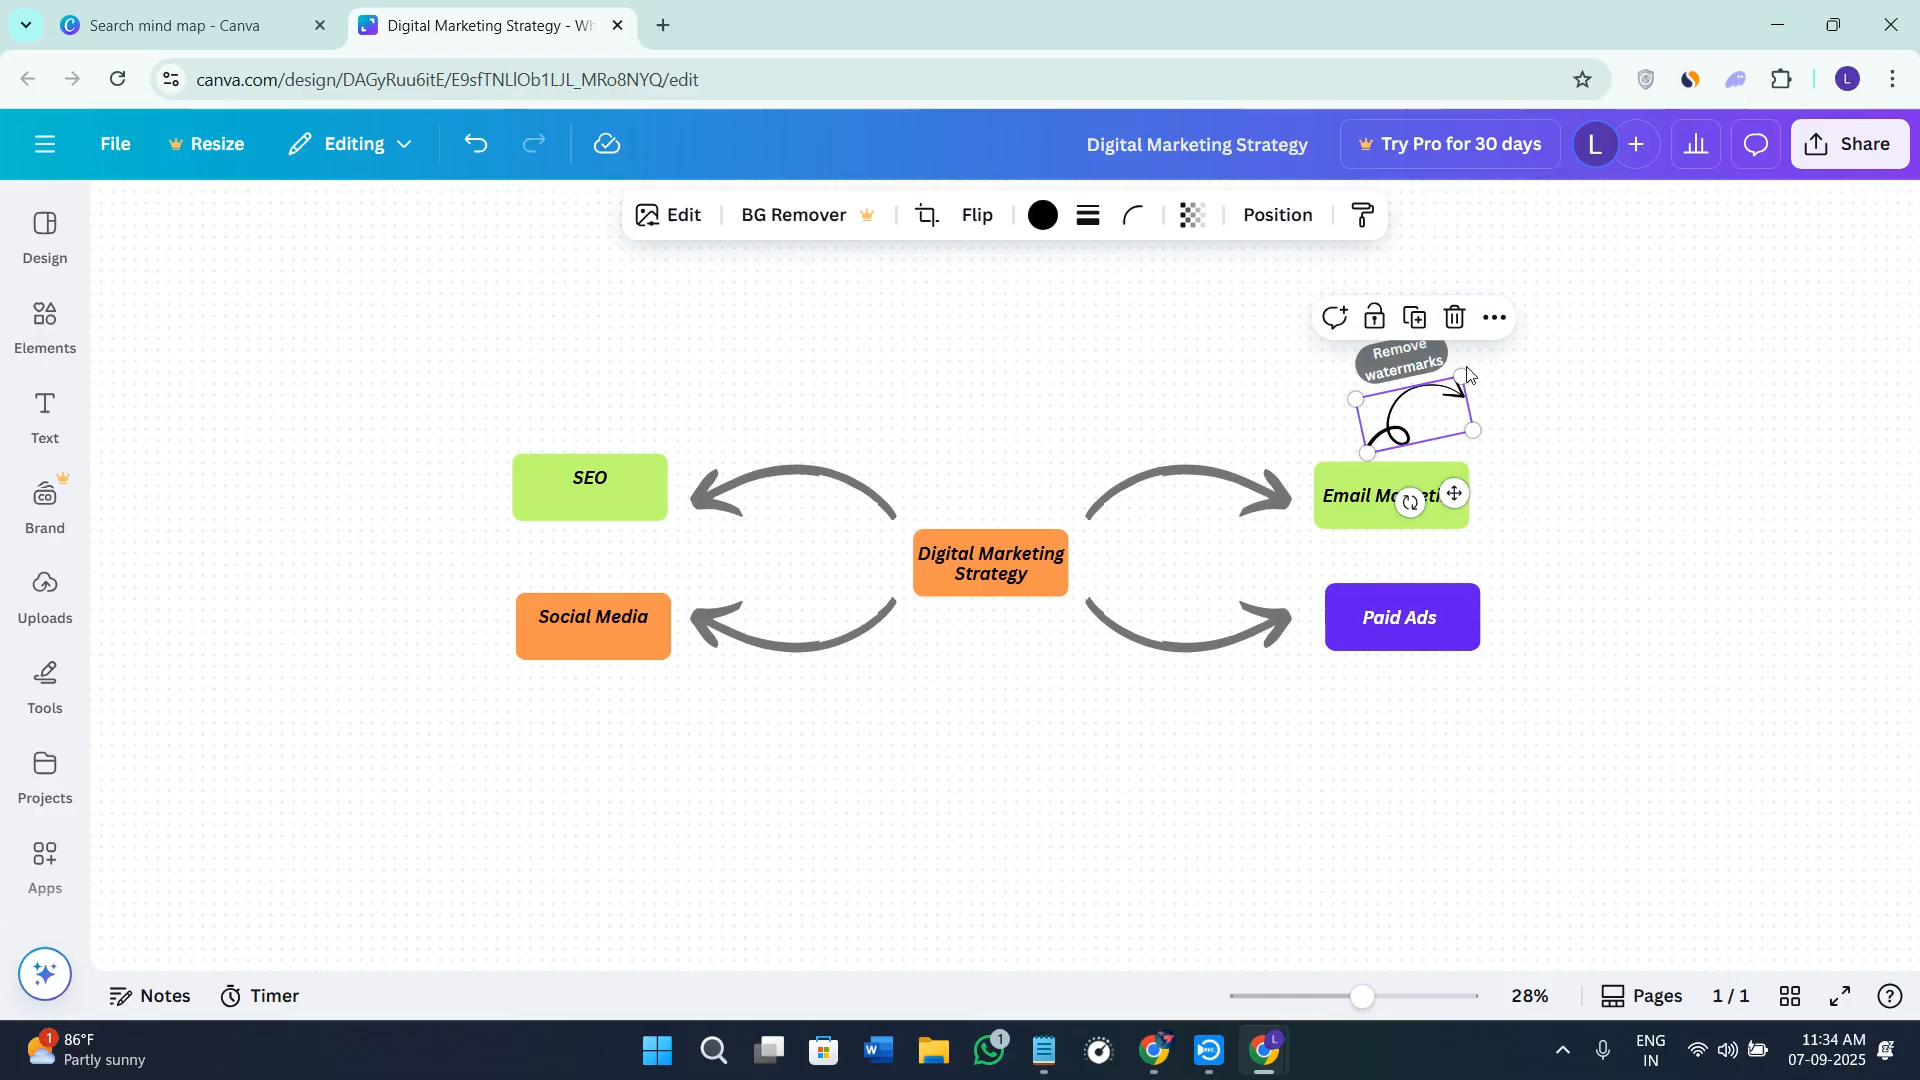 Search mind map - Canva
Digital Marketing Strategy - Wh
canva.com/design/DAGyRuu6itE/E9sfTNLlOb1LJL_MRo8NYQ/edit
L
File
Resize
Editing
Digital Marketing Strategy
Try Pro for 30 days
L
Share
Edit
BG Remover
Flip
Position
Design
Elements
Text
Brand
Uploads
Tools
Projects
Apps
Remove
watermarks
SEO
Social Media
Digital Marketing
Strategy
Email
Paid Ads
Notes
Timer
28%
Pages
1 / 1
1
86°F
Partly sunny
1
L
ENG
IN
11:34 AM
07-09-2025